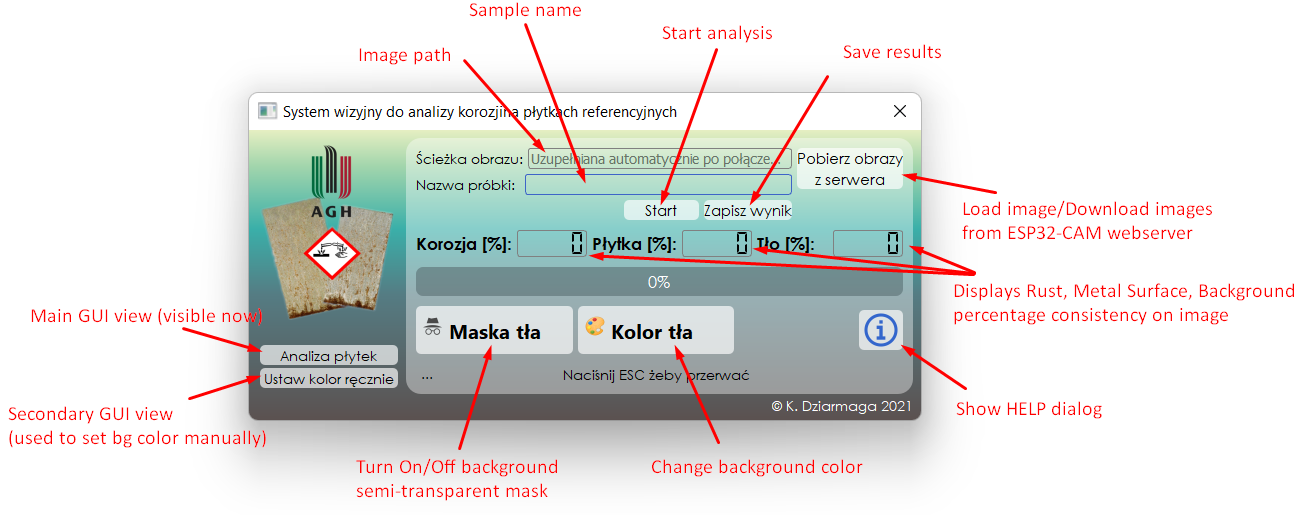 Sample name
Start analysis
Image path
Save results
System wizyjny do analizy korozjina płytkach referencyjnych
Ścieżka obrazu: Uzupełniana automatycznie po połącze...
Pobierz obrazy
z serwera
Nazwa próbki:
AGH
Start
Zapisz wynik
Load image/Download images
from ESP32-CAM webserver
Korozja [%]: 0 Płytka [%]: 0 Tło [%]: 0
0%
Displays Rust, Metal Surface, Background
percentage consistency on image
Main GUI view (visible now)
Maska tła
Kolor tła
Analiza płytek
Ustaw kolor ręcznie
...
Naciśnij ESC żeby przerwać
Secondary GUI view
(used to set bg color manually)
© K. Dziarmaga 2021
Show HELP dialog
Turn On/Off background
semi-transparent mask
Change background color